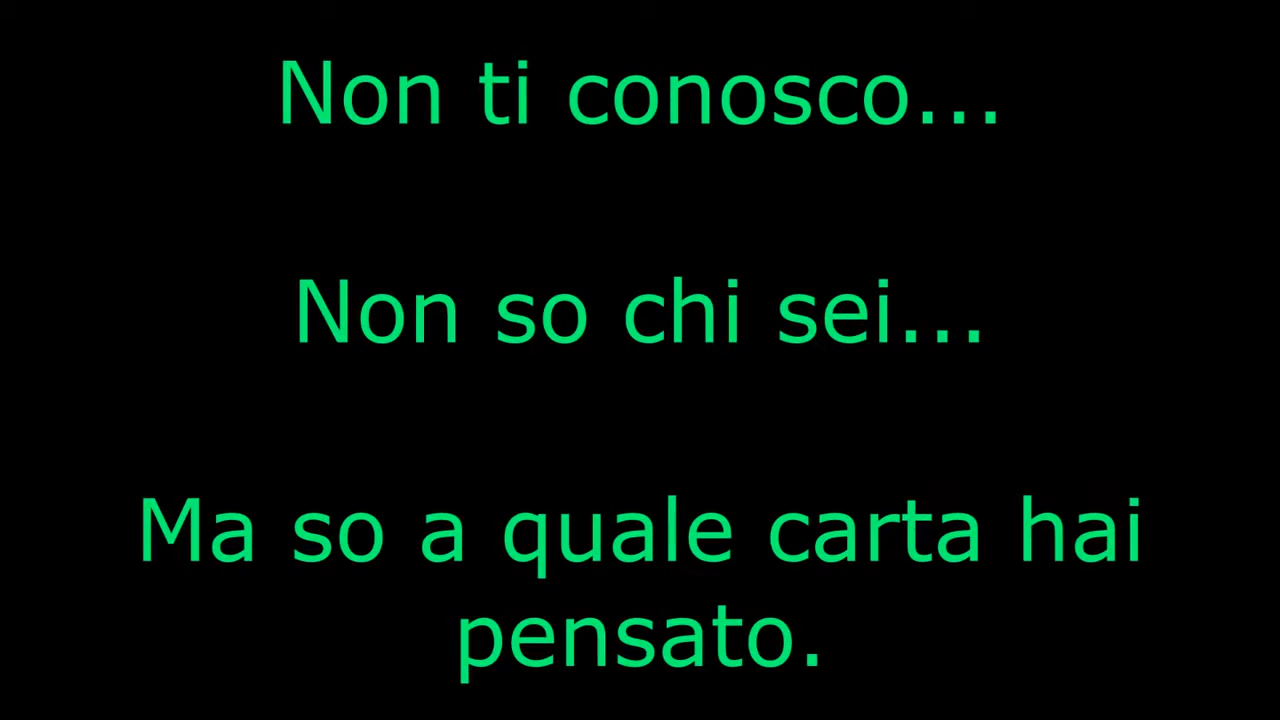 Non ti conosco...
Non so chi sei...
Ma so a quale carta hai
pensato.